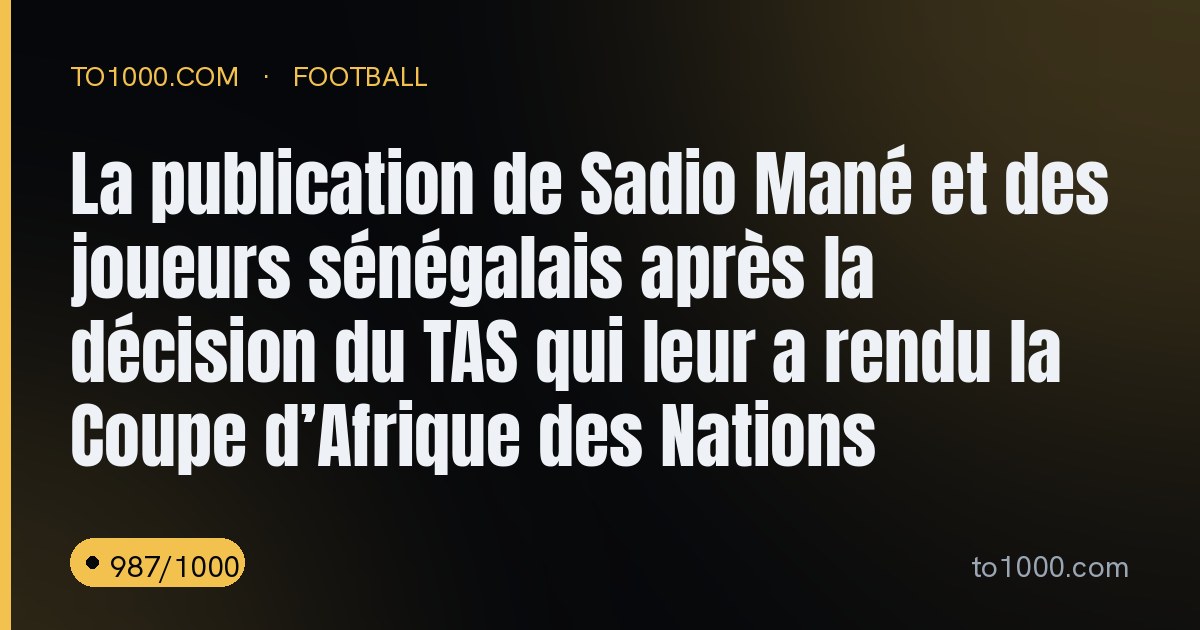 TO1000.COM · FOOTBALL
La publication de Sadio Mané et des
joueurs sénégalais après la
décision du TAS qui leur a rendu la
Coupe d’Afrique des Nations
987/1000
to1000.com